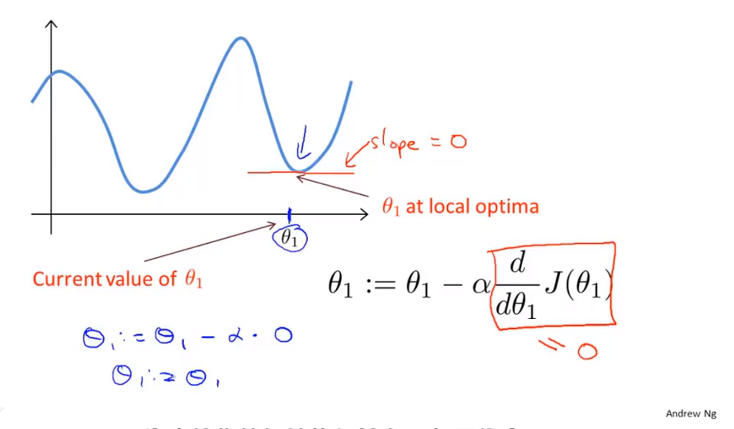 slope = 0
θ₁ at local optima
θ₁
Current value of θ₁
θ₁ := θ₁ − α d/dθ₁ J(θ₁)
= 0
θ₁ := θ₁ − α · 0
θ₁ := θ₁
Andrew Ng